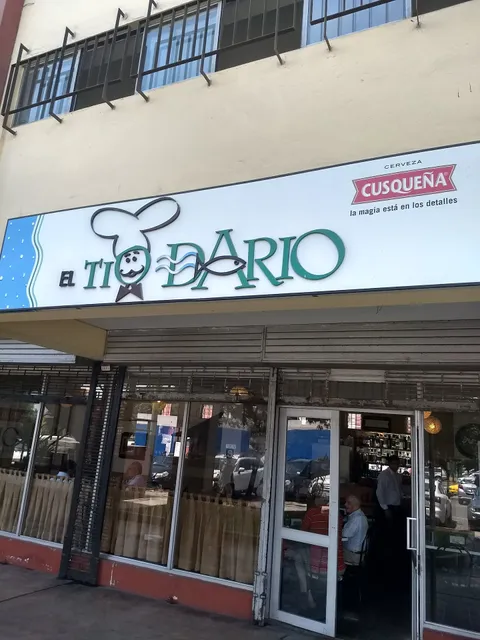 CERVEZA
CUSQUEÑA
la magia está en los detalles
EL TIO DARIO